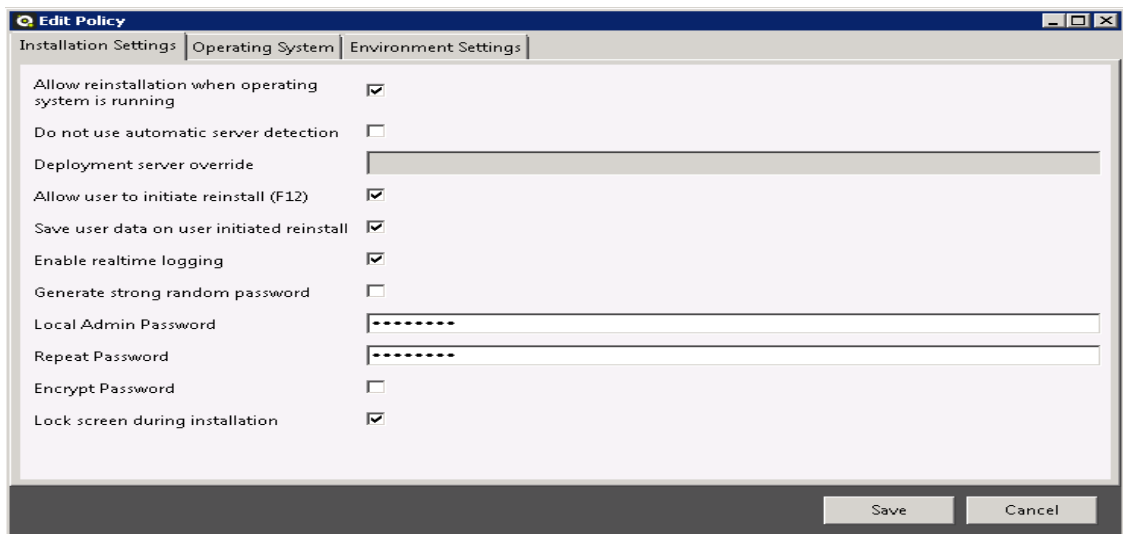 Edit Policy
Installation Settings
Operating System
Environment Settings
Allow reinstallation when operating
system is running
Do not use automatic server detection
Deployment server override
Allow user to initiate reinstall (F12)
Save user data on user initiated reinstall
Enable realtime logging
Generate strong random password
Local Admin Password
Repeat Password
Encrypt Password
Lock screen during installation
Save
Cancel